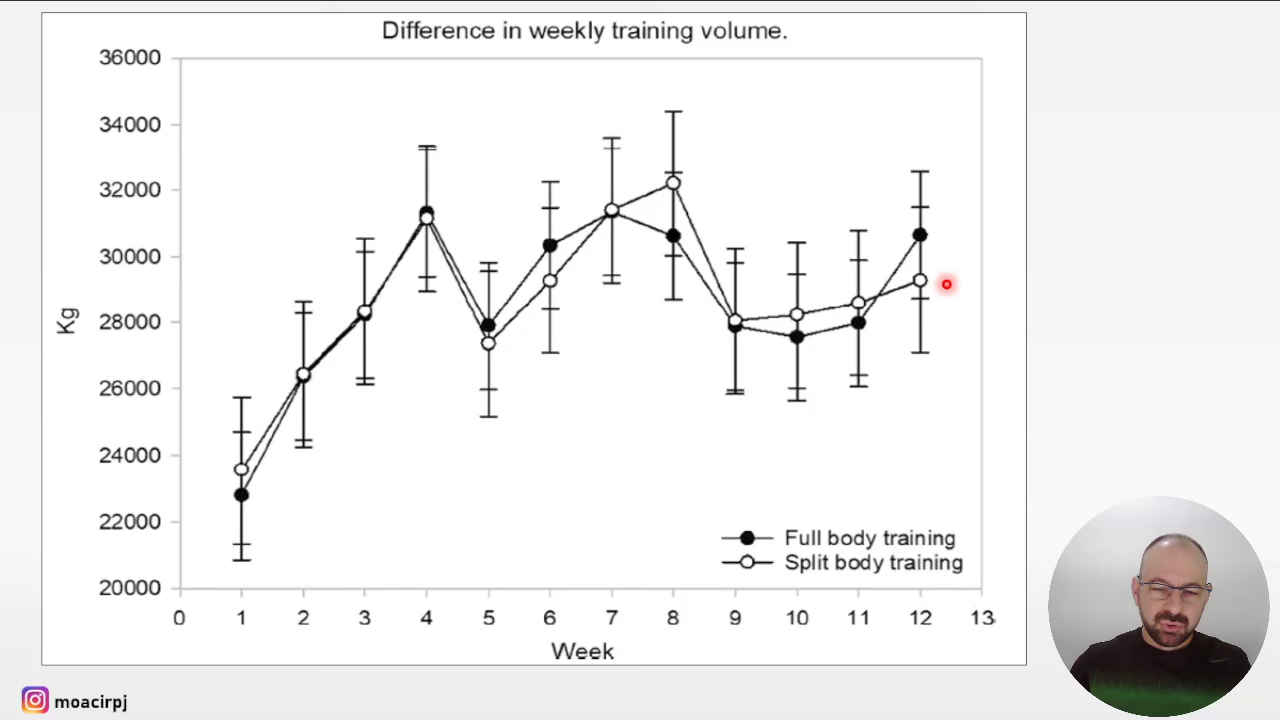 Difference in weekly training volume.
36000
34000
32000
30000
28000
26000
24000
22000
20000
Kg
Full body training
Split body training
0 1 2 3 4 5 6 7 8 9 10 11 12 13
Week
moacirpj